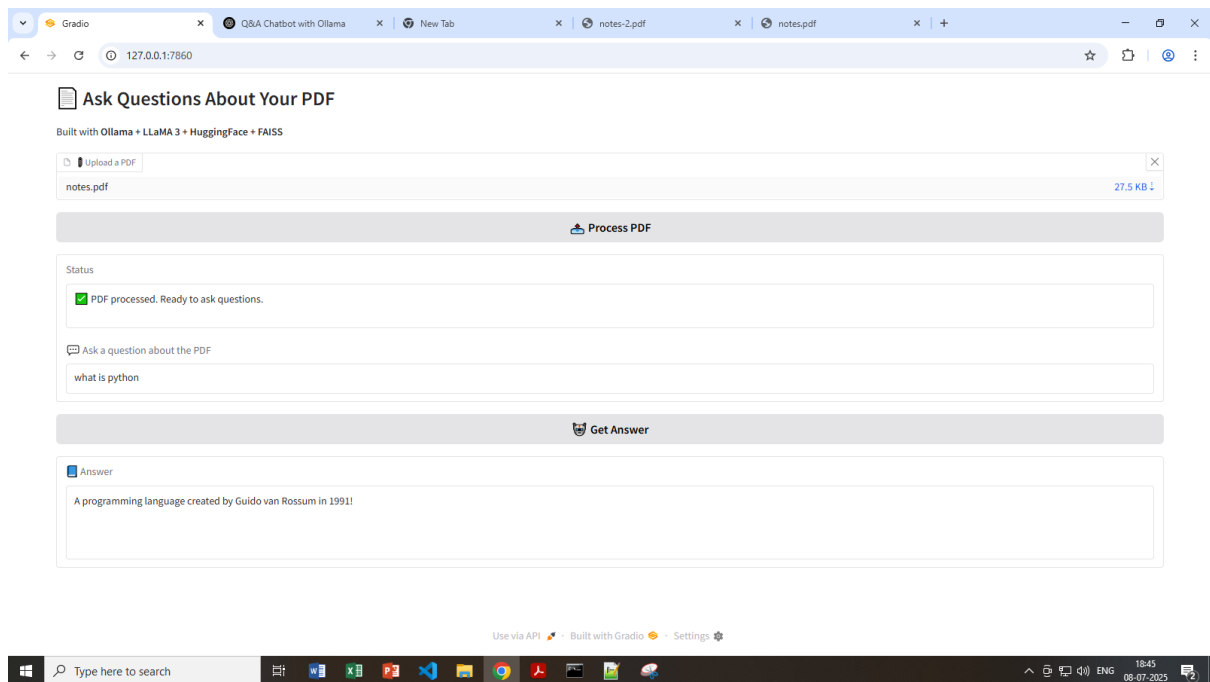 Gradio
Q&A Chatbot with Ollama
New Tab
notes-2.pdf
notes.pdf
127.0.0.1:7860
Ask Questions About Your PDF
Built with Ollama + LLaMA 3 + HuggingFace + FAISS
Upload a PDF
notes.pdf 27.5 KB ↓
Process PDF
Status
✅ PDF processed. Ready to ask questions.
Ask a question about the PDF
what is python
Get Answer
Answer
A programming language created by Guido van Rossum in 1991!
Use via API · Built with Gradio · Settings
Type here to search
ENG
18:45
08-07-2025
2